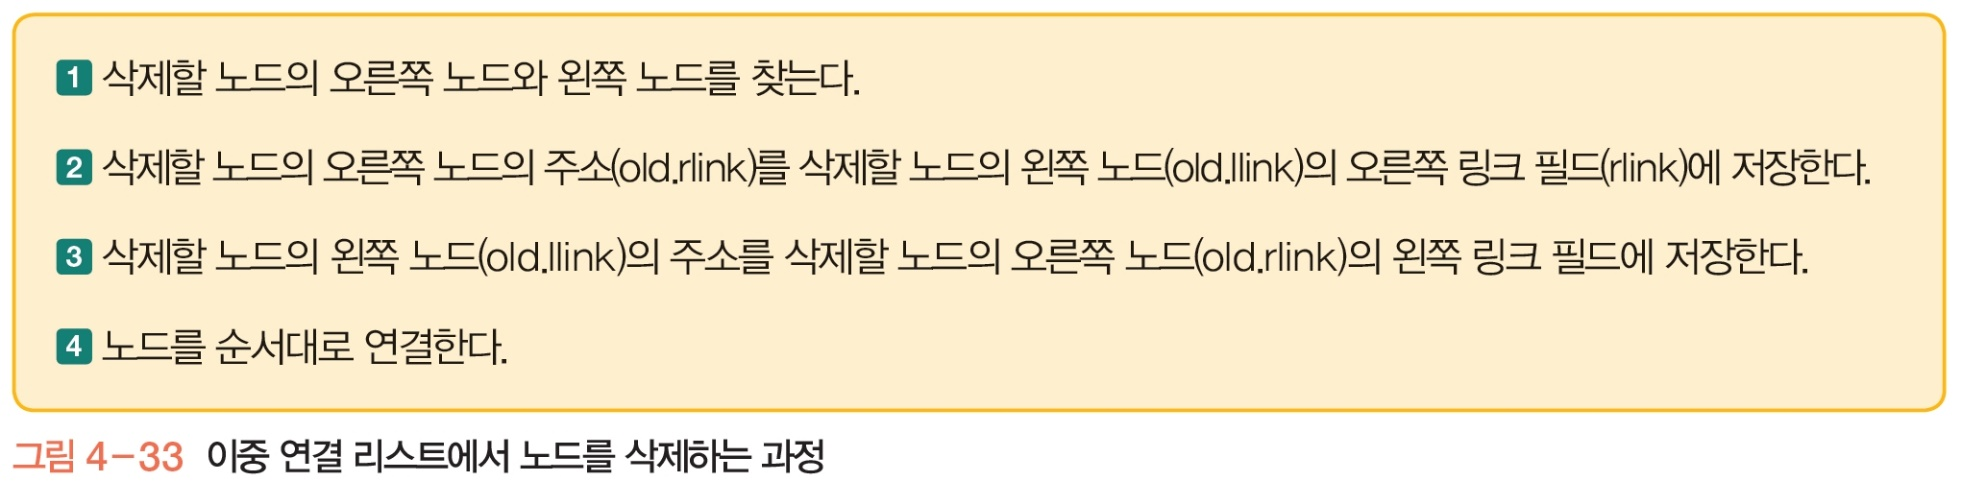 1 삭제할 노드의 오른쪽 노드와 왼쪽 노드를 찾는다.
2 삭제할 노드의 오른쪽 노드의 주소(old.rlink)를 삭제할 노드의 왼쪽 노드(old.llink)의 오른쪽 링크 필드(rlink)에 저장한다.
3 삭제할 노드의 왼쪽 노드(old.llink)의 주소를 삭제할 노드의 오른쪽 노드(old.rlink)의 왼쪽 링크 필드에 저장한다.
4 노드를 순서대로 연결한다.
그림 4-33 이중 연결 리스트에서 노드를 삭제하는 과정